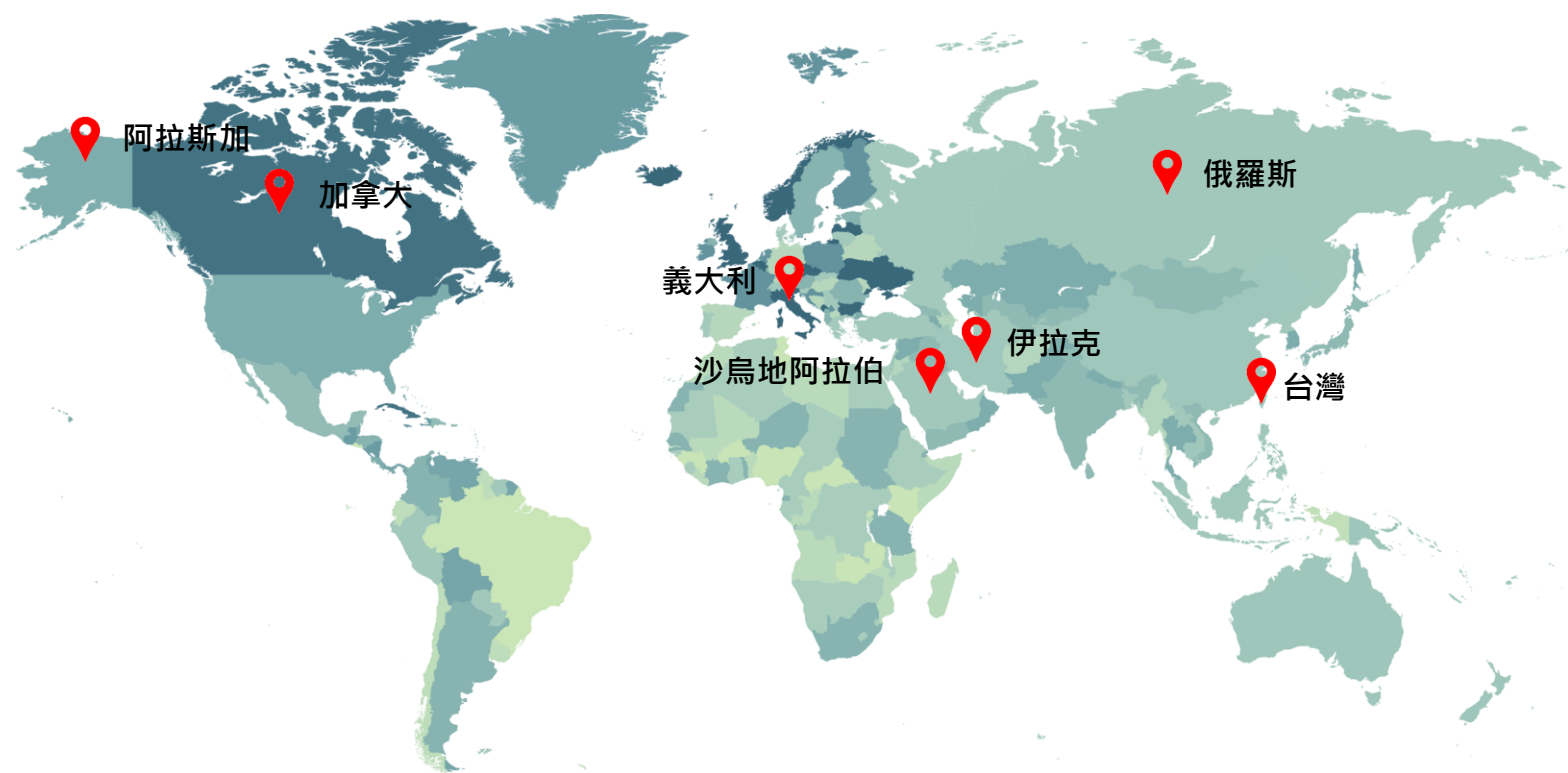 阿拉斯加
加拿大
俄羅斯
義大利
伊拉克
沙烏地阿拉伯
台灣